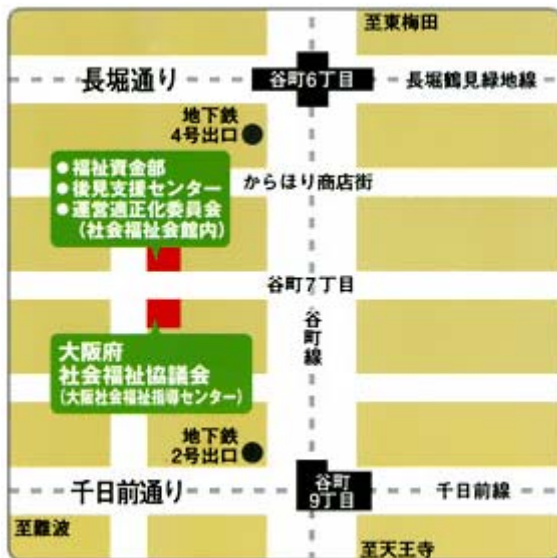 至東梅田
長堀通り
谷町6丁目
長堀鶴見緑地線
地下鉄
4号出口
●福祉資金部
●後見支援センター
●運営適正化委員会
(社会福祉会館内)
からほり商店街
谷町7丁目
谷町線
大阪府
社会福祉協議会
(大阪社会福祉指導センター)
地下鉄
2号出口
千日前通り
谷町
9丁目
千日前線
至難波
至天王寺